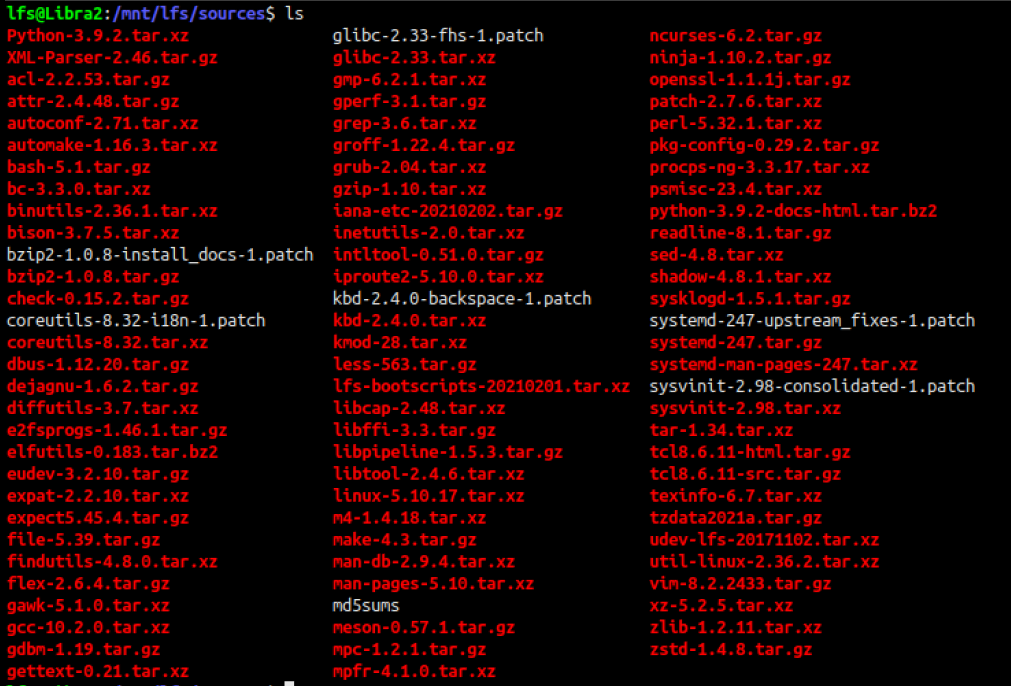 lfs@Libra2:/mnt/lfs/sources$ ls
Python-3.9.2.tar.xz glibc-2.33-fhs-1.patch ncurses-6.2.tar.gz
XML-Parser-2.46.tar.gz glibc-2.33.tar.xz ninja-1.10.2.tar.gz
acl-2.2.53.tar.gz gmp-6.2.1.tar.xz openssl-1.1.1j.tar.gz
attr-2.4.48.tar.gz gperf-3.1.tar.gz patch-2.7.6.tar.xz
autoconf-2.71.tar.xz grep-3.6.tar.xz perl-5.32.1.tar.xz
automake-1.16.3.tar.xz groff-1.22.4.tar.gz pkg-config-0.29.2.tar.gz
bash-5.1.tar.gz grub-2.04.tar.xz procps-ng-3.3.17.tar.xz
bc-3.3.0.tar.xz gzip-1.10.tar.xz psmisc-23.4.tar.xz
binutils-2.36.1.tar.xz iana-etc-20210202.tar.gz python-3.9.2-docs-html.tar.bz2
bison-3.7.5.tar.xz inetutils-2.0.tar.xz readline-8.1.tar.gz
bzip2-1.0.8-install_docs-1.patch intltool-0.51.0.tar.gz sed-4.8.tar.xz
bzip2-1.0.8.tar.gz iproute2-5.10.0.tar.xz shadow-4.8.1.tar.xz
check-0.15.2.tar.gz kbd-2.4.0-backspace-1.patch sysklogd-1.5.1.tar.gz
coreutils-8.32-i18n-1.patch kbd-2.4.0.tar.xz systemd-247-upstream_fixes-1.patch
coreutils-8.32.tar.xz kmod-28.tar.xz systemd-247.tar.gz
dbus-1.12.20.tar.gz less-563.tar.gz systemd-man-pages-247.tar.xz
dejagnu-1.6.2.tar.gz lfs-bootscripts-20210201.tar.xz sysvinit-2.98-consolidated-1.patch
diffutils-3.7.tar.xz libcap-2.48.tar.xz sysvinit-2.98.tar.xz
e2fsprogs-1.46.1.tar.gz libffi-3.3.tar.gz tar-1.34.tar.xz
elfutils-0.183.tar.bz2 libpipeline-1.5.3.tar.gz tcl8.6.11-html.tar.gz
eudev-3.2.10.tar.gz libtool-2.4.6.tar.xz tcl8.6.11-src.tar.gz
expat-2.2.10.tar.xz linux-5.10.17.tar.xz texinfo-6.7.tar.xz
expect5.45.4.tar.gz m4-1.4.18.tar.xz tzdata2021a.tar.gz
file-5.39.tar.gz make-4.3.tar.gz udev-lfs-20171102.tar.xz
findutils-4.8.0.tar.xz man-db-2.9.4.tar.xz util-linux-2.36.2.tar.xz
flex-2.6.4.tar.gz man-pages-5.10.tar.xz vim-8.2.2433.tar.gz
gawk-5.1.0.tar.xz md5sums xz-5.2.5.tar.xz
gcc-10.2.0.tar.xz meson-0.57.1.tar.gz zlib-1.2.11.tar.xz
gdbm-1.19.tar.gz mpc-1.2.1.tar.gz zstd-1.4.8.tar.gz
gettext-0.21.tar.xz mpfr-4.1.0.tar.xz